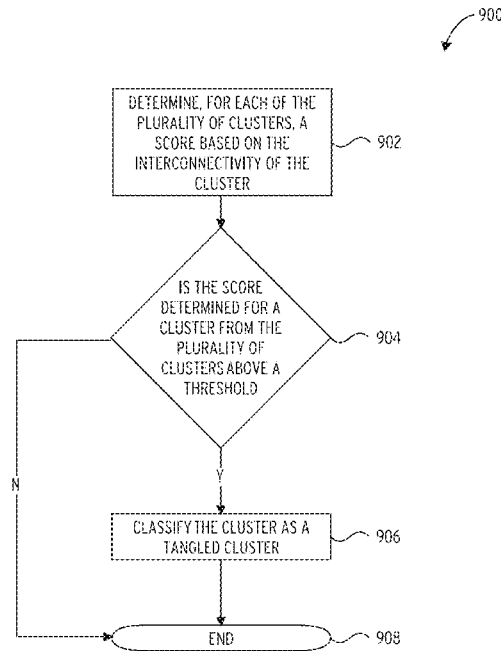 900
DETERMINE, FOR EACH OF THE
PLURALITY OF CLUSTERS, A
SCORE BASED ON THE
INTERCONNECTIVITY OF THE
CLUSTER
902
IS THE SCORE
DETERMINED FOR A
CLUSTER FROM THE
PLURALITY OF
CLUSTERS ABOVE A
THRESHOLD
904
N
Y
CLASSIFY THE CLUSTER AS A
TANGLED CLUSTER
906
END
908